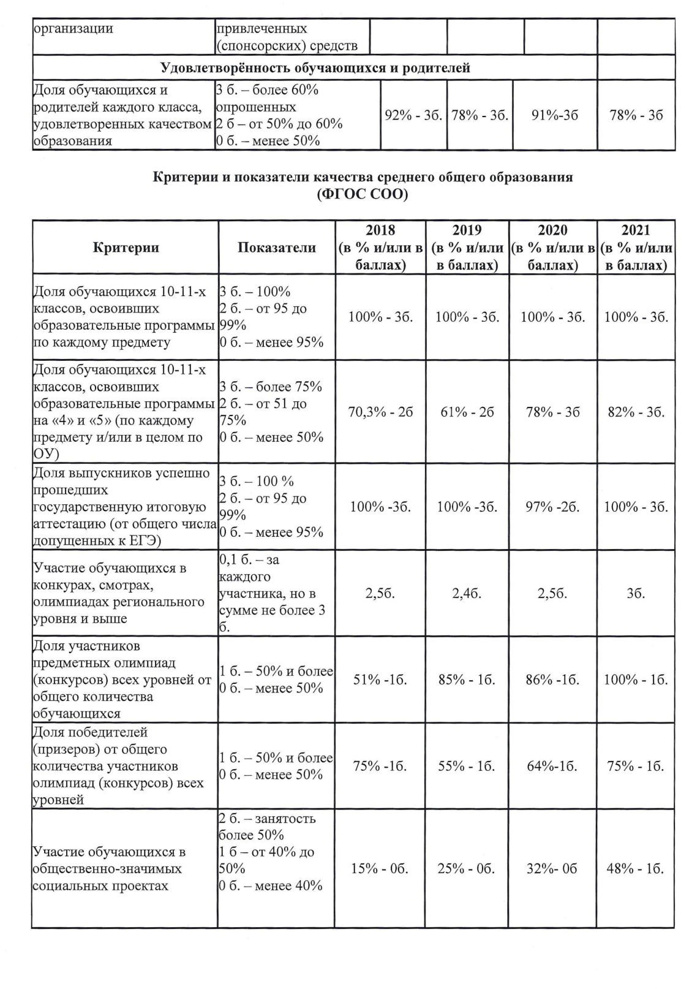 организации
привлеченных
(спонсорских) средств
Удовлетворённость обучающихся и родителей
Доля обучающихся и
родителей каждого класса,
удовлетворенных качеством
образования
3 б. – более 60%
опрошенных
2 б – от 50% до 60%
0 б. – менее 50%
92% - 3б.
78% - 3б.
91%-3б
78% - 3б
Критерии и показатели качества среднего общего образования
(ФГОС СОО)
Критерии
Показатели
2018
(в % и/или в
баллах)
2019
(в % и/или
в баллах)
2020
(в % и/или в
баллах)
2021
(в % и/или
в баллах)
Доля обучающихся 10-11-х
классов, освоивших
образовательные программы
по каждому предмету
3 б. – 100%
2 б. – от 95 до
99%
0 б. – менее 95%
100% - 3б.
100% - 3б.
100% - 3б.
100% - 3б.
Доля обучающихся 10-11-х
классов, освоивших
образовательные программы
на «4» и «5» (по каждому
предмету и/или в целом по
ОУ)
3 б. – более 75%
2 б. – от 51 до
75%
0 б. – менее 50%
70,3% - 2б
61% - 2б
78% - 3б
82% - 3б.
Доля выпускников успешно
прошедших
государственную итоговую
аттестацию (от общего числа
допущенных к ЕГЭ)
3 б. – 100 %
2 б. – от 95 до
99%
0 б. – менее 95%
100% -3б.
100% -3б.
97% -2б.
100% - 3б.
Участие обучающихся в
конкурах, смотрах,
олимпиадах регионального
уровня и выше
0,1 б. – за
каждого
участника, но в
сумме не более 3
б.
2,5б.
2,4б.
2,5б.
3б.
Доля участников
предметных олимпиад
(конкурсов) всех уровней от
общего количества
обучающихся
1 б. – 50% и более
0 б. – менее 50%
51% -1б.
85% - 1б.
86% -1б.
100% - 1б.
Доля победителей
(призеров) от общего
количества участников
олимпиад (конкурсов) всех
уровней
1 б. – 50% и более
0 б. – менее 50%
75% -1б.
55% - 1б.
64%-1б.
75% - 1б.
Участие обучающихся в
общественно-значимых
социальных проектах
2 б. – занятость
более 50%
1 б – от 40% до
50%
0 б. – менее 40%
15% - 0б.
25% - 0б.
32%- 0б
48% - 1б.